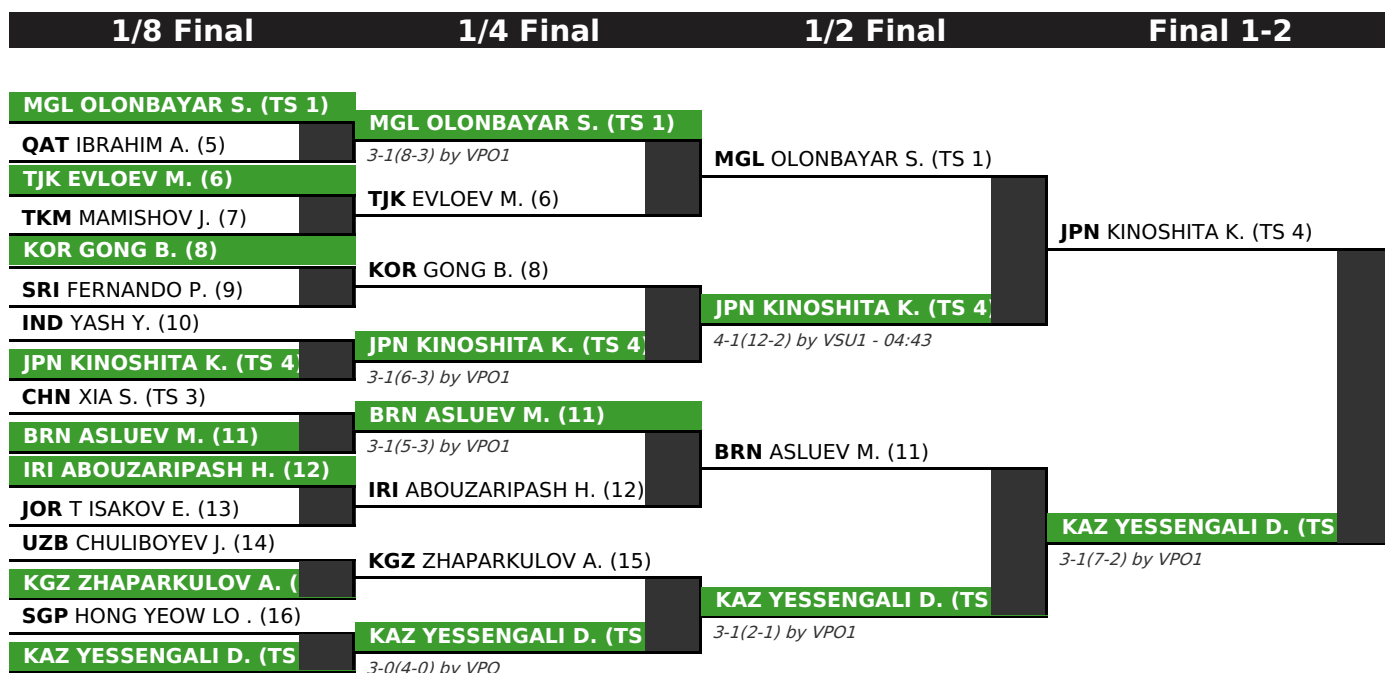 1/8 Final
1/4 Final
1/2 Final
Final 1-2
MGL OLONBAYAR S. (TS 1)
QAT IBRAHIM A. (5)
TJK EVLOEV M. (6)
TKM MAMISHOV J. (7)
KOR GONG B. (8)
SRI FERNANDO P. (9)
IND YASH Y. (10)
JPN KINOSHITA K. (TS 4)
CHN XIA S. (TS 3)
BRN ASLUEV M. (11)
IRI ABOUZARIPASH H. (12)
JOR T ISAKOV E. (13)
UZB CHULIBOYEV J. (14)
KGZ ZHAPARKULOV A. (
SGP HONG YEOW LO . (16)
KAZ YESSENGALI D. (TS
MGL OLONBAYAR S. (TS 1)
3-1(8-3) by VPO1
TJK EVLOEV M. (6)
KOR GONG B. (8)
JPN KINOSHITA K. (TS 4)
3-1(6-3) by VPO1
BRN ASLUEV M. (11)
3-1(5-3) by VPO1
IRI ABOUZARIPASH H. (12)
KGZ ZHAPARKULOV A. (15)
KAZ YESSENGALI D. (TS
3-0(4-0) by VPO
MGL OLONBAYAR S. (TS 1)
JPN KINOSHITA K. (TS 4)
4-1(12-2) by VSU1 - 04:43
BRN ASLUEV M. (11)
KAZ YESSENGALI D. (TS
3-1(2-1) by VPO1
JPN KINOSHITA K. (TS 4)
KAZ YESSENGALI D. (TS
3-1(7-2) by VPO1